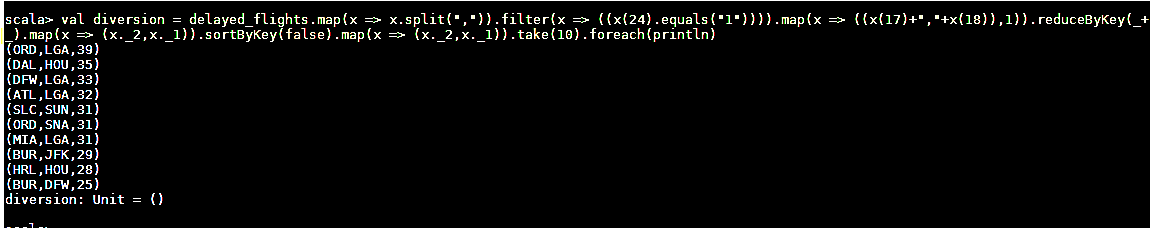 scala> val diversion = delayed_flights.map(x => x.split(",")).filter(x => ((x(24).equals("1")))).map(x => ((x(17)+","+x(18)),1)).reduceByKey(_+
_).map(x => (x._2,x._1)).sortByKey(false).map(x => (x._2,x._1)).take(10).foreach(println)
(ORD,LGA,39)
(DAL,HOU,35)
(DFW,LGA,33)
(ATL,LGA,32)
(SLC,SUN,31)
(ORD,SNA,31)
(MIA,LGA,31)
(BUR,JFK,29)
(HRL,HOU,28)
(BUR,DFW,25)
diversion: Unit = ()